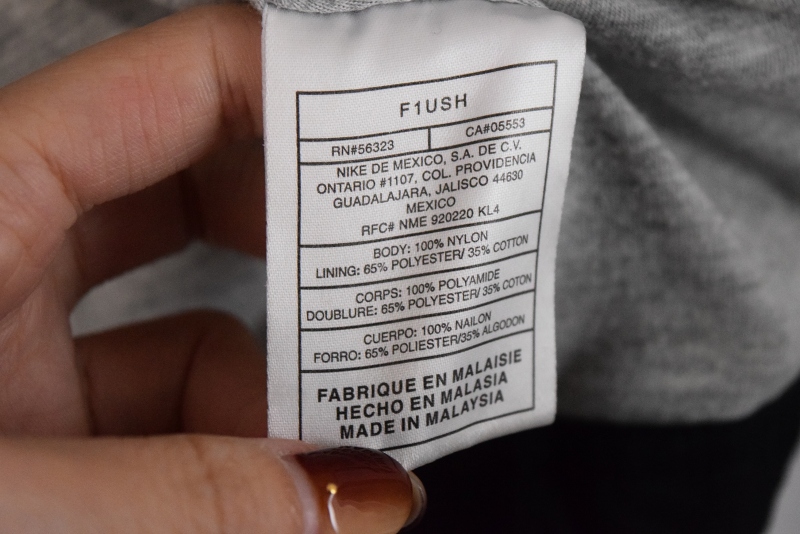 F1USH
RN#56323 CA#05553
NIKE DE MEXICO, S.A. DE C.V.
ONTARIO #1107, COL. PROVIDENCIA
GUADALAJARA, JALISCO 44630
MEXICO
RFC# NME 920220 KL4
BODY: 100% NYLON
LINING: 65% POLYESTER/ 35% COTTON
CORPS: 100% POLYAMIDE
DOUBLURE: 65% POLYESTER/ 35% COTON
CUERPO: 100% NAILON
FORRO: 65% POLIESTER/35% ALGODON
FABRIQUE EN MALAISIE
HECHO EN MALASIA
MADE IN MALAYSIA